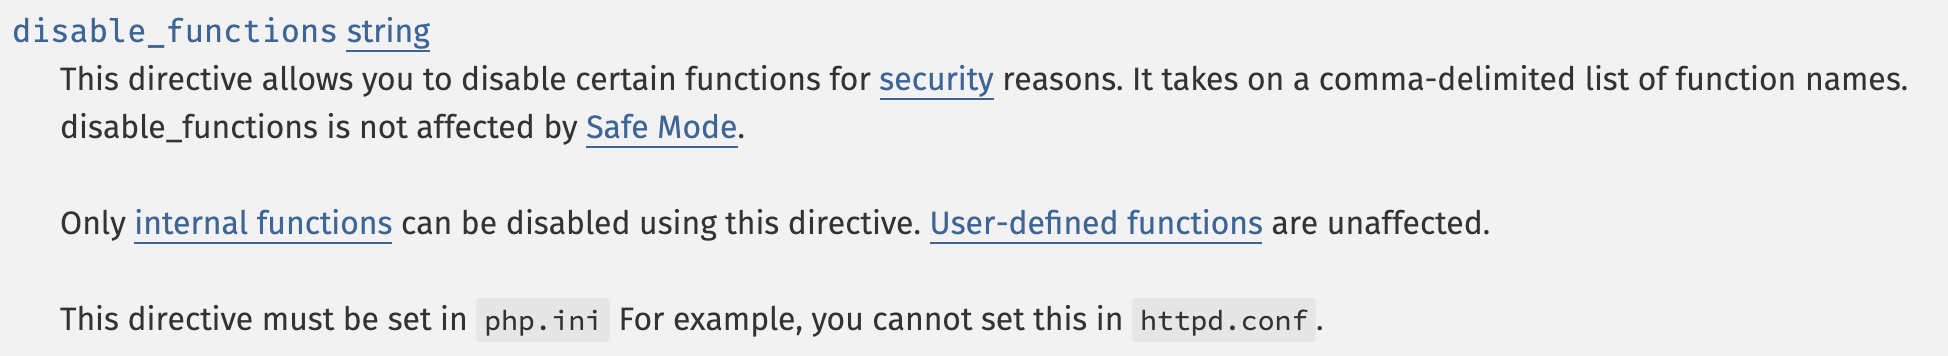 disable_functions string
This directive allows you to disable certain functions for security reasons. It takes on a comma-delimited list of function names.
disable_functions is not affected by Safe Mode.
Only internal functions can be disabled using this directive. User-defined functions are unaffected.
This directive must be set in php.ini For example, you cannot set this in httpd.conf.